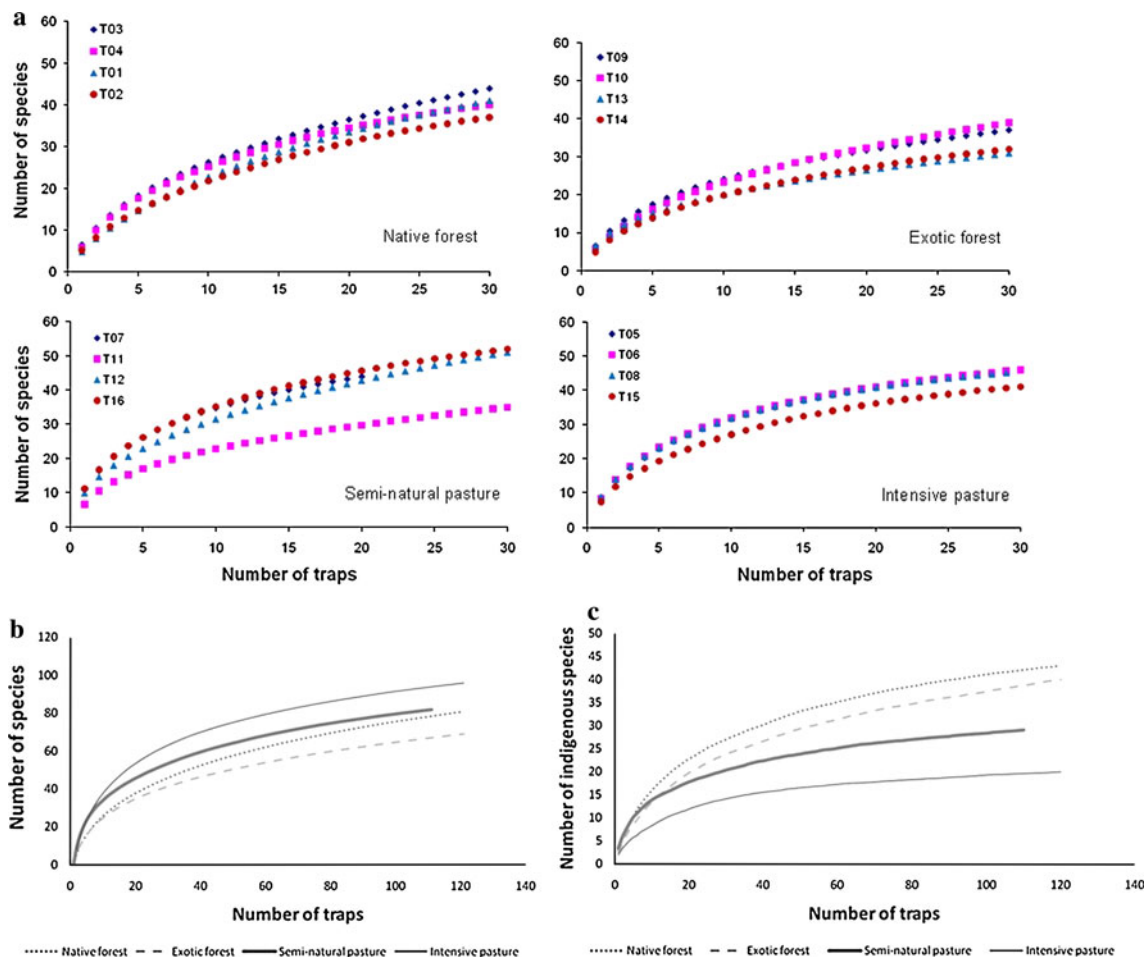 a
60
50
40
30
20
10
0
Number of species
T03
T04
T01
T02
Native forest
0
5
10
15
20
25
30
60
50
40
30
20
10
0
T09
T10
T13
T14
Exotic forest
0
5
10
15
20
25
30
60
50
40
30
20
10
0
Number of species
T07
T11
T12
T16
Semi-natural pasture
0
5
10
15
20
25
30
Number of traps
60
50
40
30
20
10
0
T05
T06
T08
T15
Intensive pasture
0
5
10
15
20
25
30
Number of traps
b
120
100
80
60
40
20
0
Number of species
0
20
40
60
80
100
120
140
Number of traps
Native forest
Exotic forest
Semi-natural pasture
Intensive pasture
c
50
45
40
35
30
25
20
15
10
5
0
Number of indigenous species
0
20
40
60
80
100
120
140
Number of traps
Native forest
Exotic forest
Semi-natural pasture
Intensive pasture